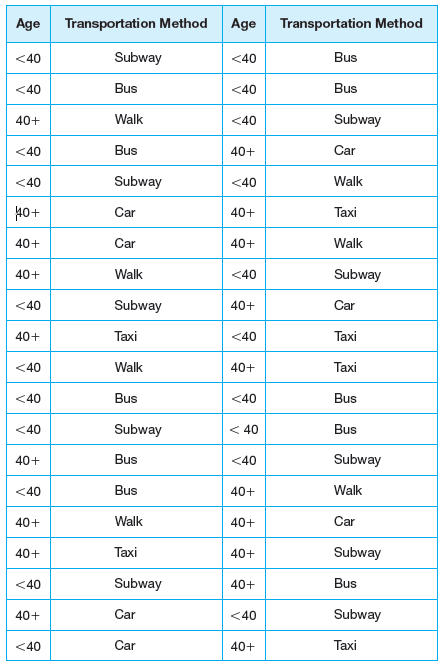 Age Transportation Method Age Transportation Method
<40 Subway <40 Bus
<40 Bus <40 Bus
40+ Walk <40 Subway
<40 Bus 40+ Car
<40 Subway <40 Walk
40+ Car 40+ Taxi
40+ Car 40+ Walk
40+ Walk <40 Subway
<40 Subway 40+ Car
40+ Taxi <40 Taxi
<40 Walk 40+ Taxi
<40 Bus <40 Bus
<40 Subway < 40 Bus
40+ Bus <40 Subway
<40 Bus 40+ Walk
40+ Walk 40+ Car
40+ Taxi 40+ Subway
<40 Subway 40+ Bus
40+ Car <40 Subway
<40 Car 40+ Taxi